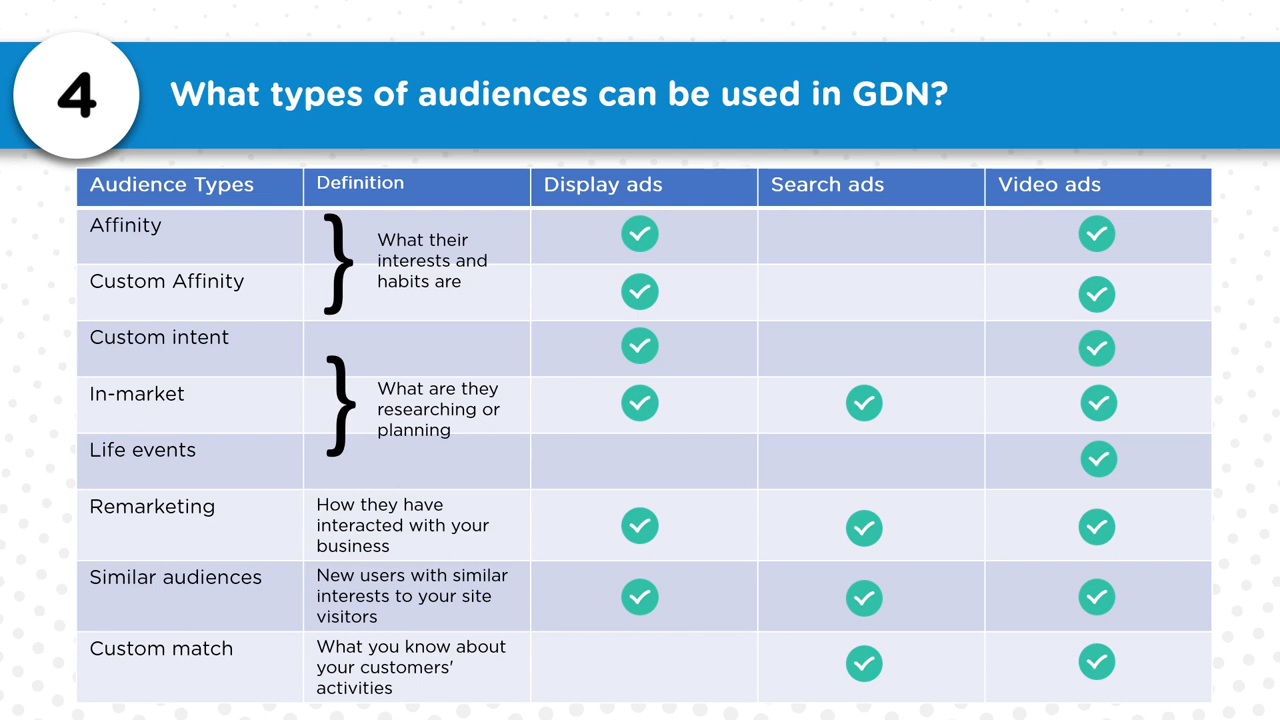 4
What types of audiences can be used in GDN?
Audience Types
Definition
Display ads
Search ads
Video ads
Affinity
What their
interests and
habits are
Custom Affinity
Custom intent
In-market
What are they
researching or
planning
Life events
Remarketing
How they have
interacted with your
business
Similar audiences
New users with similar
interests to your site
visitors
Custom match
What you know about
your customers'
activities